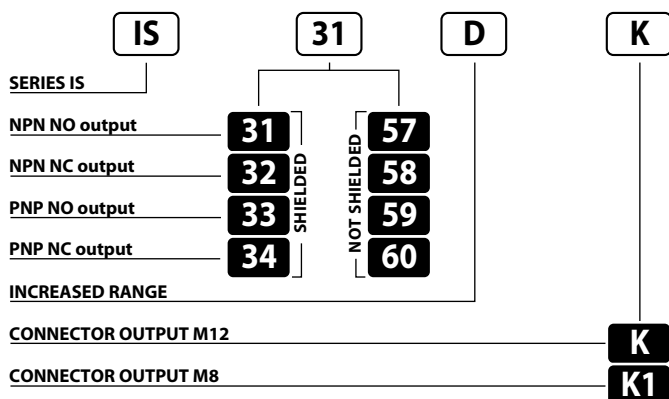 IS 31 D K
SERIES IS
NPN NO output 31 57
NPN NC output 32 58
PNP NO output 33 59
PNP NC output 34 60
SHIELDED
NOT SHIELDED
INCREASED RANGE
CONNECTOR OUTPUT M12 K
CONNECTOR OUTPUT M8 K1